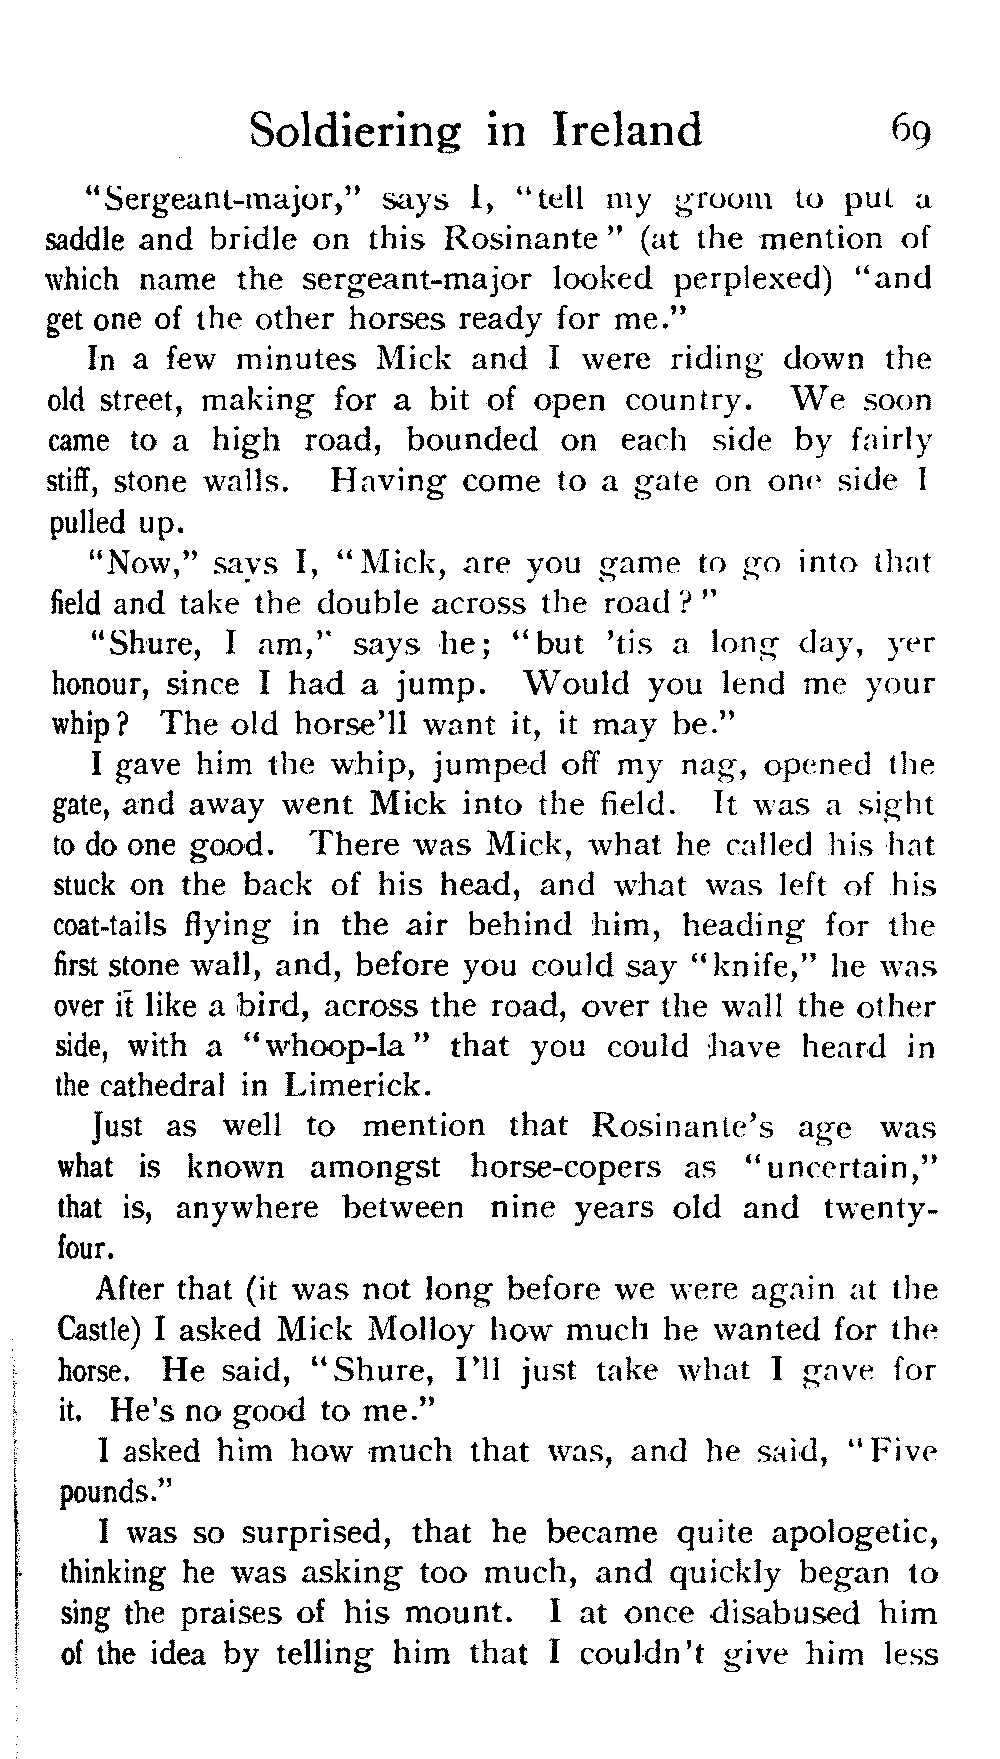 Soldiering in Ireland 69
"Sergeant-major," says I, "tell my groom to put a
saddle and bridle on this Rosinante" (at the mention of
which name the sergeant-major looked perplexed) "and
get one of the other horses ready for me."
In a few minutes Mick and I were riding down the
old street, making for a bit of open country. We soon
came to a high road, bounded on each side by fairly
stiff, stone walls. Having come to a gate on one side I
pulled up.
"Now," says I, "Mick, are you game to go into that
field and take the double across the road?"
"Shure, I am," says he; "but 'tis a long day, yer
honour, since I had a jump. Would you lend me your
whip? The old horse'll want it, it may be."
I gave him the whip, jumped off my nag, opened the
gate, and away went Mick into the field. It was a sight
to do one good. There was Mick, what he called his hat
stuck on the back of his head, and what was left of his
coat-tails flying in the air behind him, heading for the
first stone wall, and, before you could say "knife," he was
over it like a bird, across the road, over the wall the other
side, with a "whoop-la" that you could have heard in
the cathedral in Limerick.
Just as well to mention that Rosinante's age was
what is known amongst horse-copers as "uncertain,"
that is, anywhere between nine years old and twenty-
four.
After that (it was not long before we were again at the
Castle) I asked Mick Molloy how much he wanted for the
horse. He said, "Shure, I'll just take what I gave for
it. He's no good to me."
I asked him how much that was, and he said, "Five
pounds."
I was so surprised, that he became quite apologetic,
thinking he was asking too much, and quickly began to
sing the praises of his mount. I at once disabused him
of the idea by telling him that I couldn't give him less